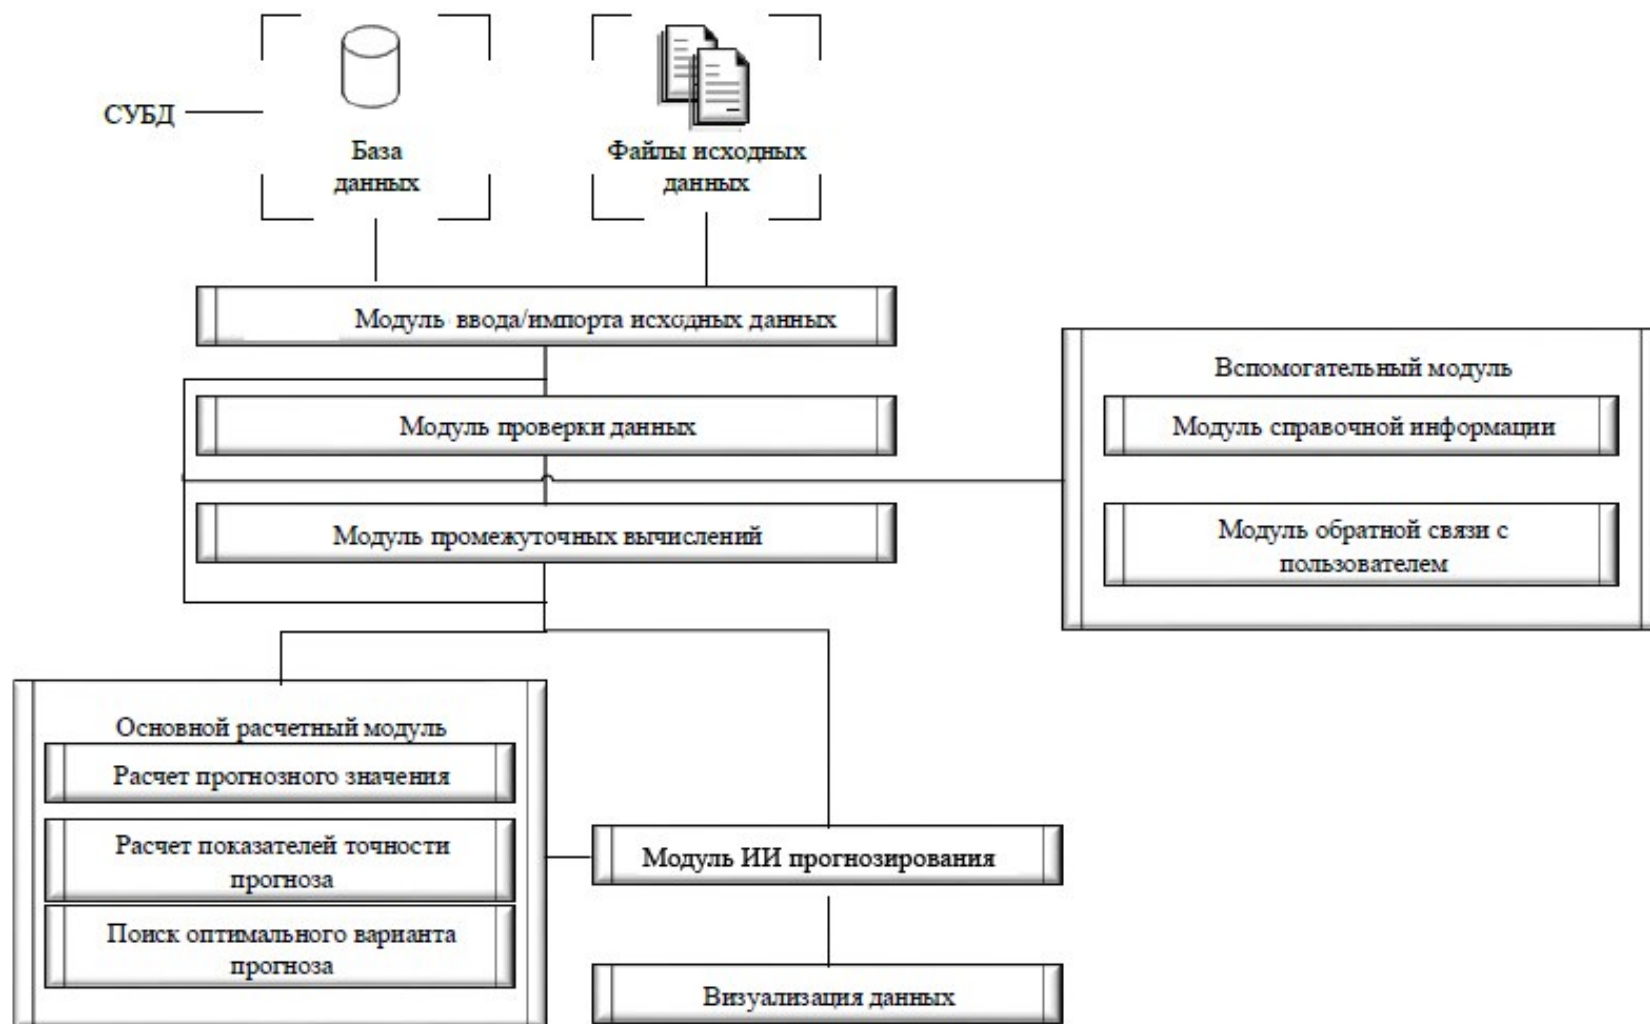 СУБД
База
данных
Файлы исходных
данных
Модуль ввода/импорта исходных данных
Модуль проверки данных
Модуль промежуточных вычислений
Вспомогательный модуль
Модуль справочной информации
Модуль обратной связи с
пользователем
Основной расчетный модуль
Расчет прогнозного значения
Расчет показателей точности
прогноза
Поиск оптимального варианта
прогноза
Модуль ИИ прогнозирования
Визуализация данных